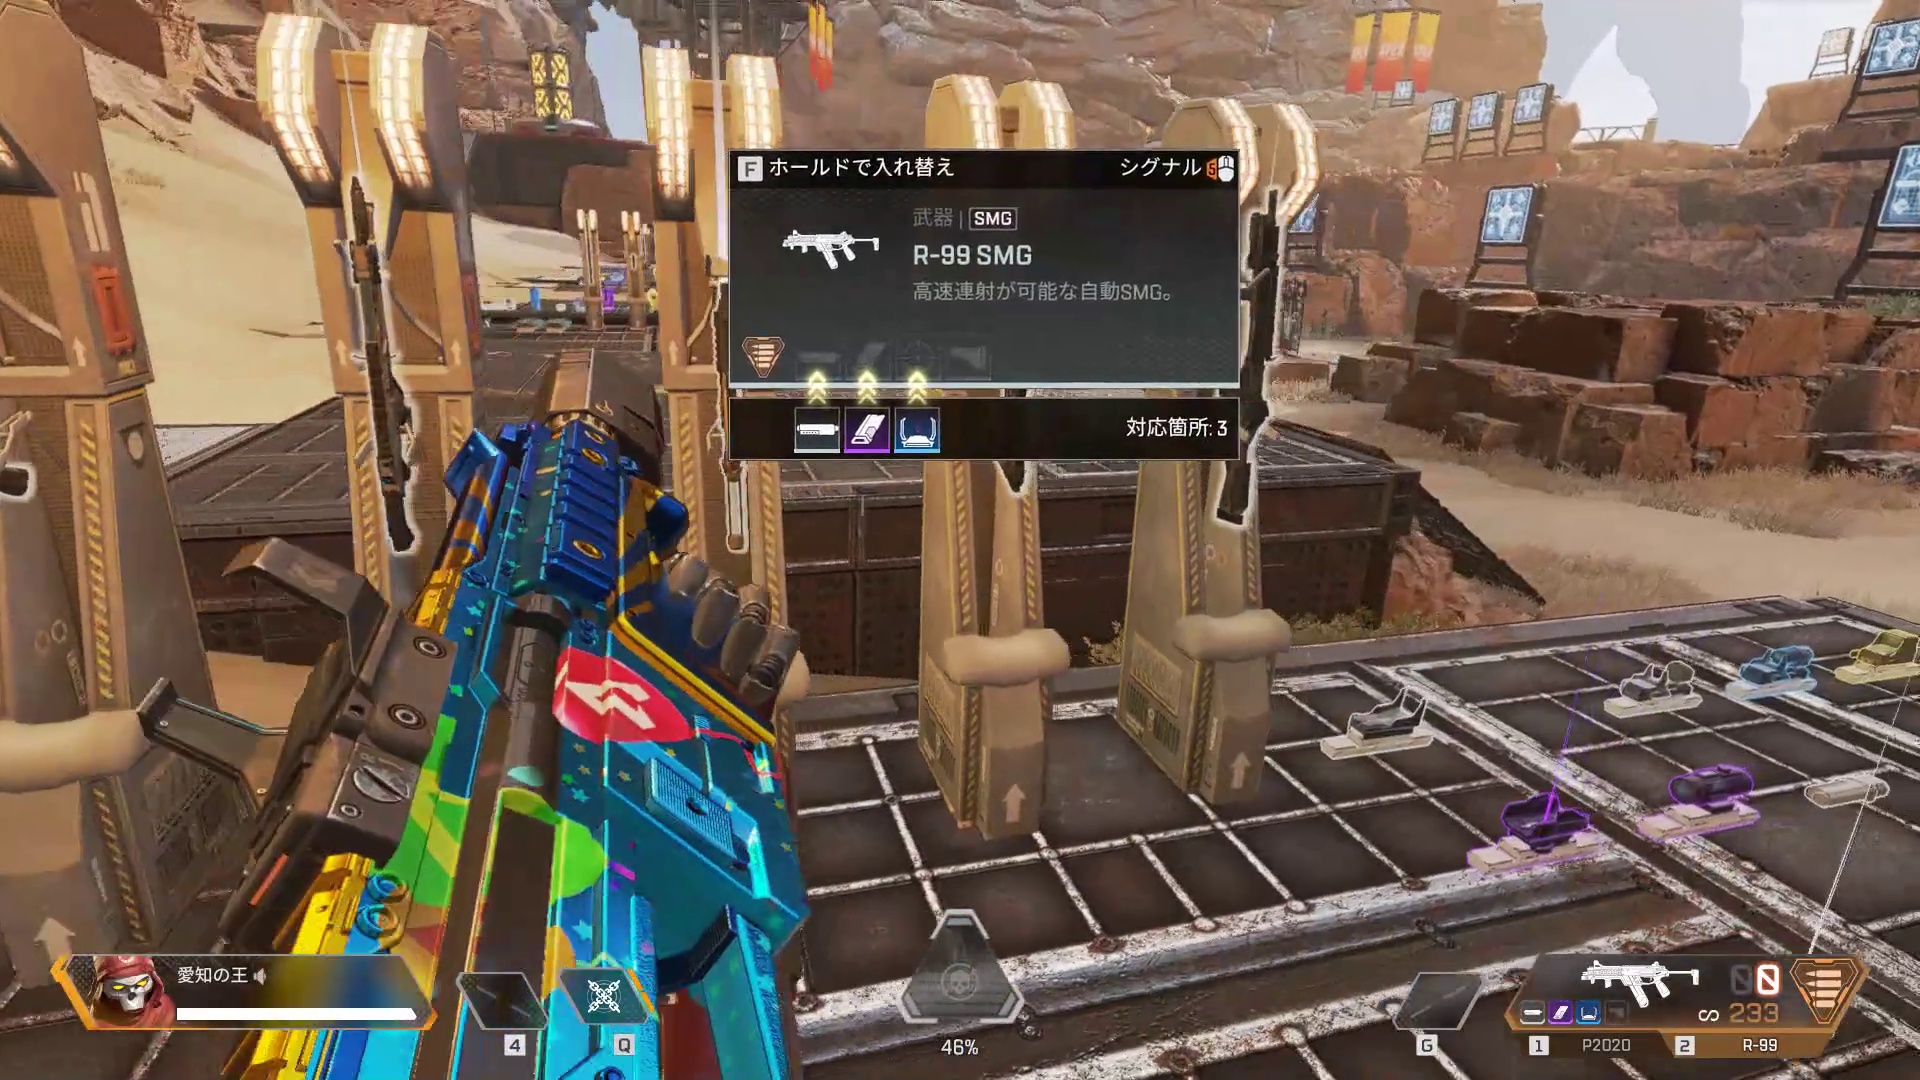 F ホールドで入れ替え
シグナル 5
武器 | SMG
R-99 SMG
高速連射が可能な自動SMG。
対応箇所: 3
愛知の王
4
Q
46%
G
00
∞ 233
1 P2020
2 R-99